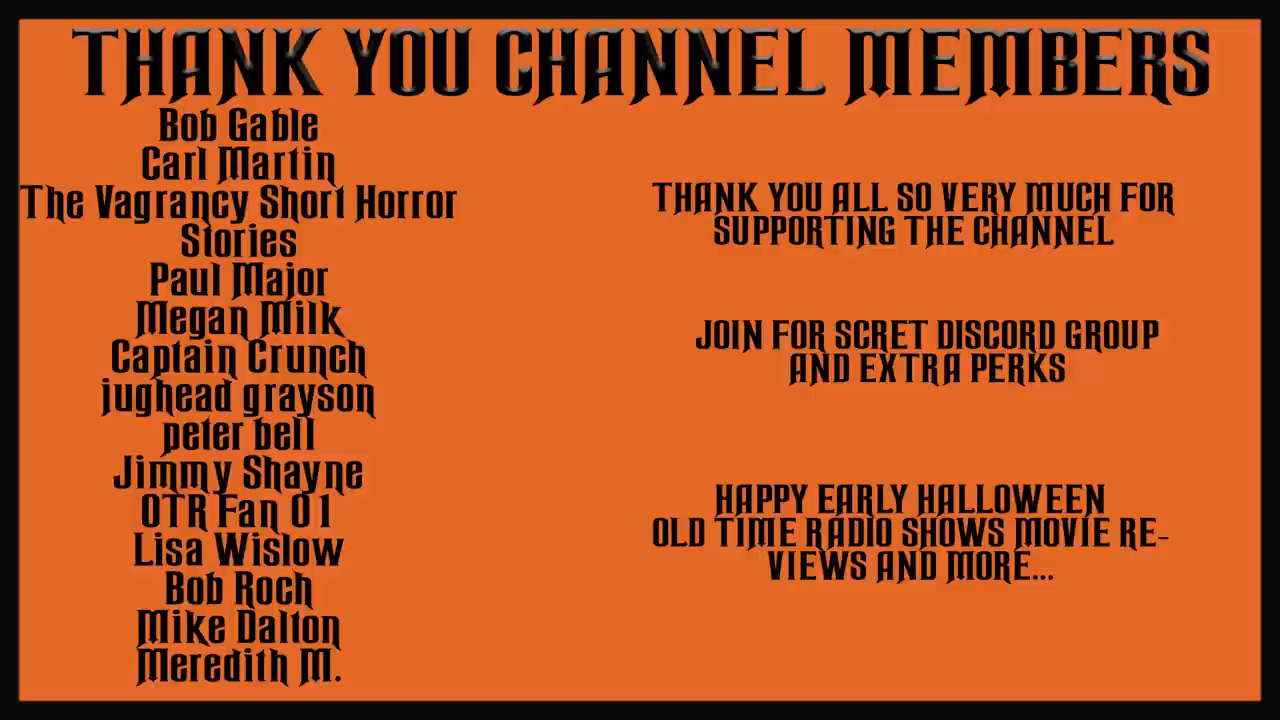 THANK YOU CHANNEL MEMBERS
Bob Gable
Carl Martin
The Vagrancy Short Horror
Stories
Paul Major
Megan Milk
Captain Crunch
jughead grayson
peter bell
Jimmy Shayne
OTR Fan 01
Lisa Wislow
Bob Roch
Mike Dalton
Meredith M.
THANK YOU ALL SO VERY MUCH FOR
SUPPORTING THE CHANNEL
JOIN FOR SCRET DISCORD GROUP
AND EXTRA PERKS
HAPPY EARLY HALLOWEEN
OLD TIME RADIO SHOWS MOVIE RE-
VIEWS AND MORE...